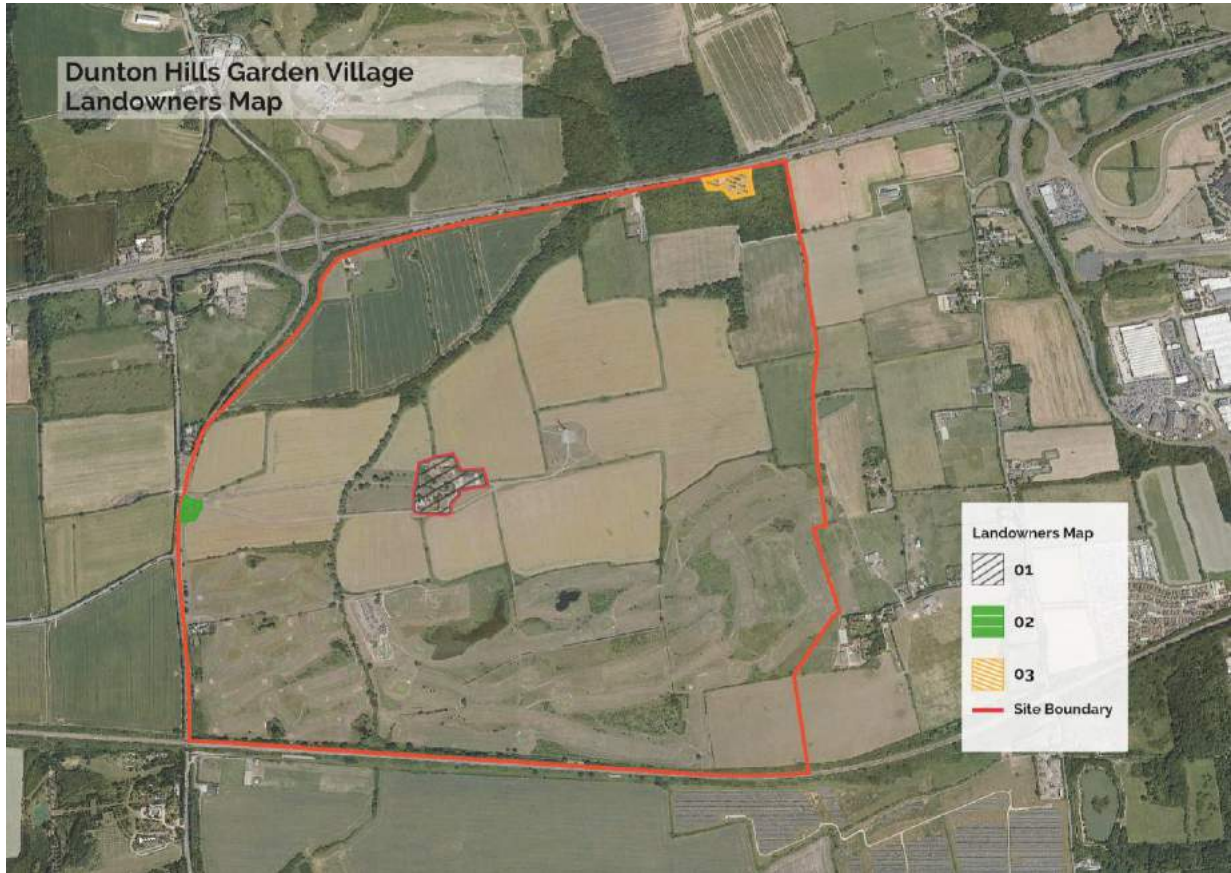 Dunton Hills Garden Village
Landowners Map
Landowners Map
01
02
03
Site Boundary